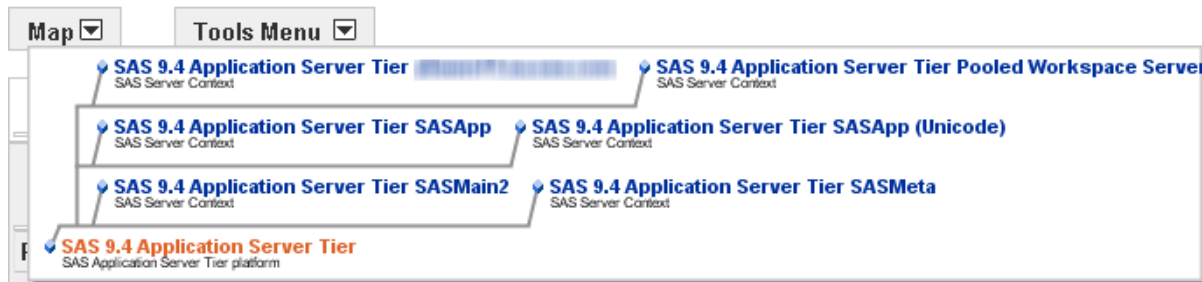 Map
Tools Menu
SAS 9.4 Application Server Tier
SAS Server Context
SAS 9.4 Application Server Tier Pooled Workspace Server
SAS Server Context
SAS 9.4 Application Server Tier SASApp
SAS Server Context
SAS 9.4 Application Server Tier SASApp (Unicode)
SAS Server Context
SAS 9.4 Application Server Tier SASMain2
SAS Server Context
SAS 9.4 Application Server Tier SASMeta
SAS Server Context
SAS 9.4 Application Server Tier
SAS Application Server Tier platform